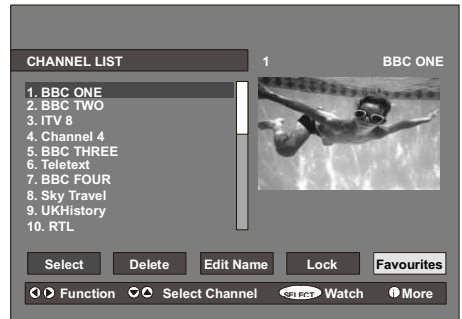 CHANNEL LIST
1 BBC ONE
1. BBC ONE
2. BBC TWO
3. ITV 8
4. Channel 4
5. BBC THREE
6. Teletext
7. BBC FOUR
8. Sky Travel
9. UKHistory
10. RTL
Select Delete Edit Name Lock Favourites
Function Select Channel SELECT Watch i More